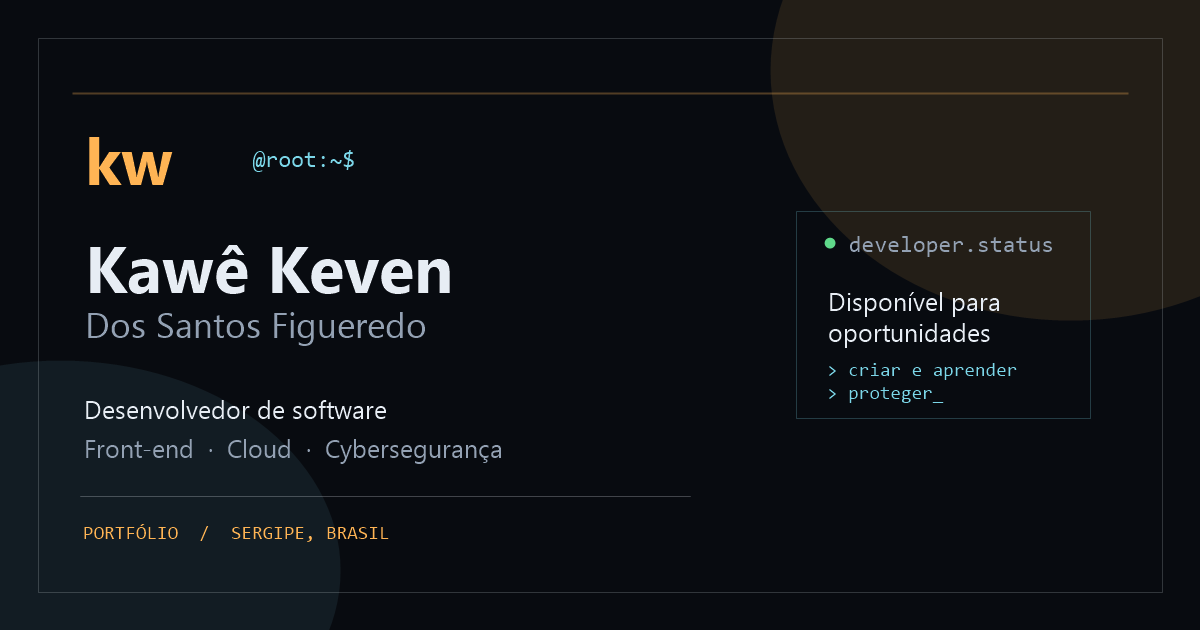 kw @root:~$
Kawê Keven
Dos Santos Figueredo
Desenvolvedor de software
Front-end · Cloud · Cybersegurança
PORTFÓLIO / SERGIPE, BRASIL
developer.status
Disponível para
oportunidades
> criar e aprender
> proteger_